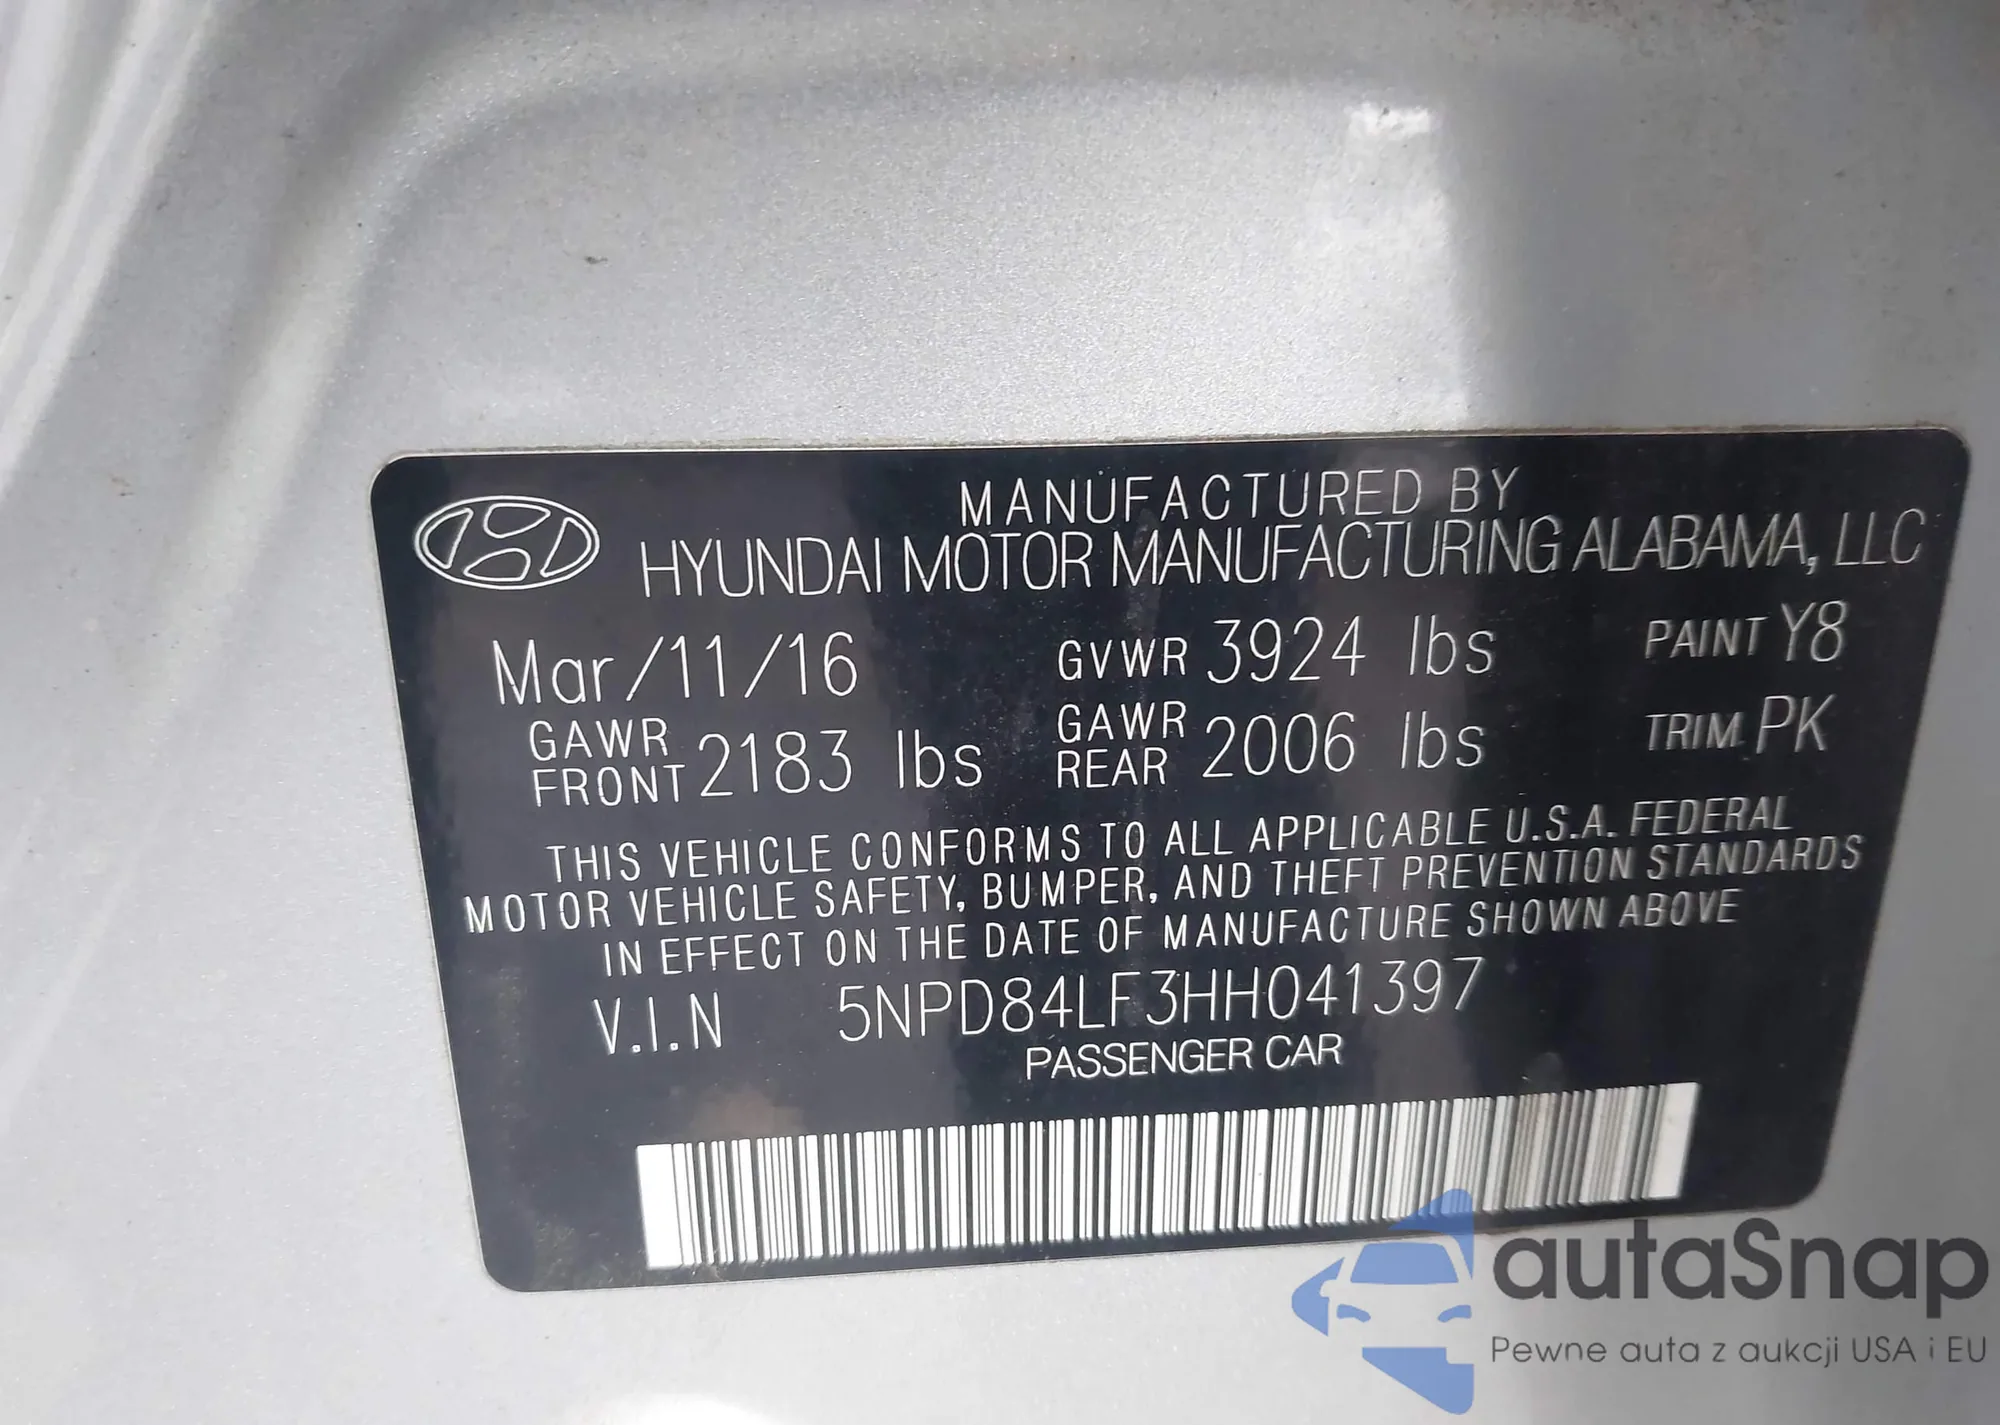 MANUFACTURED BY
HYUNDAI MOTOR MANUFACTURING ALABAMA, LLC
Mar/11/16 GVWR 3924 lbs PAINT Y8
GAWR FRONT 2183 lbs GAWR REAR 2006 lbs TRIM PK
THIS VEHICLE CONFORMS TO ALL APPLICABLE U.S.A. FEDERAL
MOTOR VEHICLE SAFETY, BUMPER, AND THEFT PREVENTION STANDARDS
IN EFFECT ON THE DATE OF MANUFACTURE SHOWN ABOVE
V.I.N 5NPD84LF3HH041397
PASSENGER CAR
autaSnap
Pewne auta z aukcji USA i EU